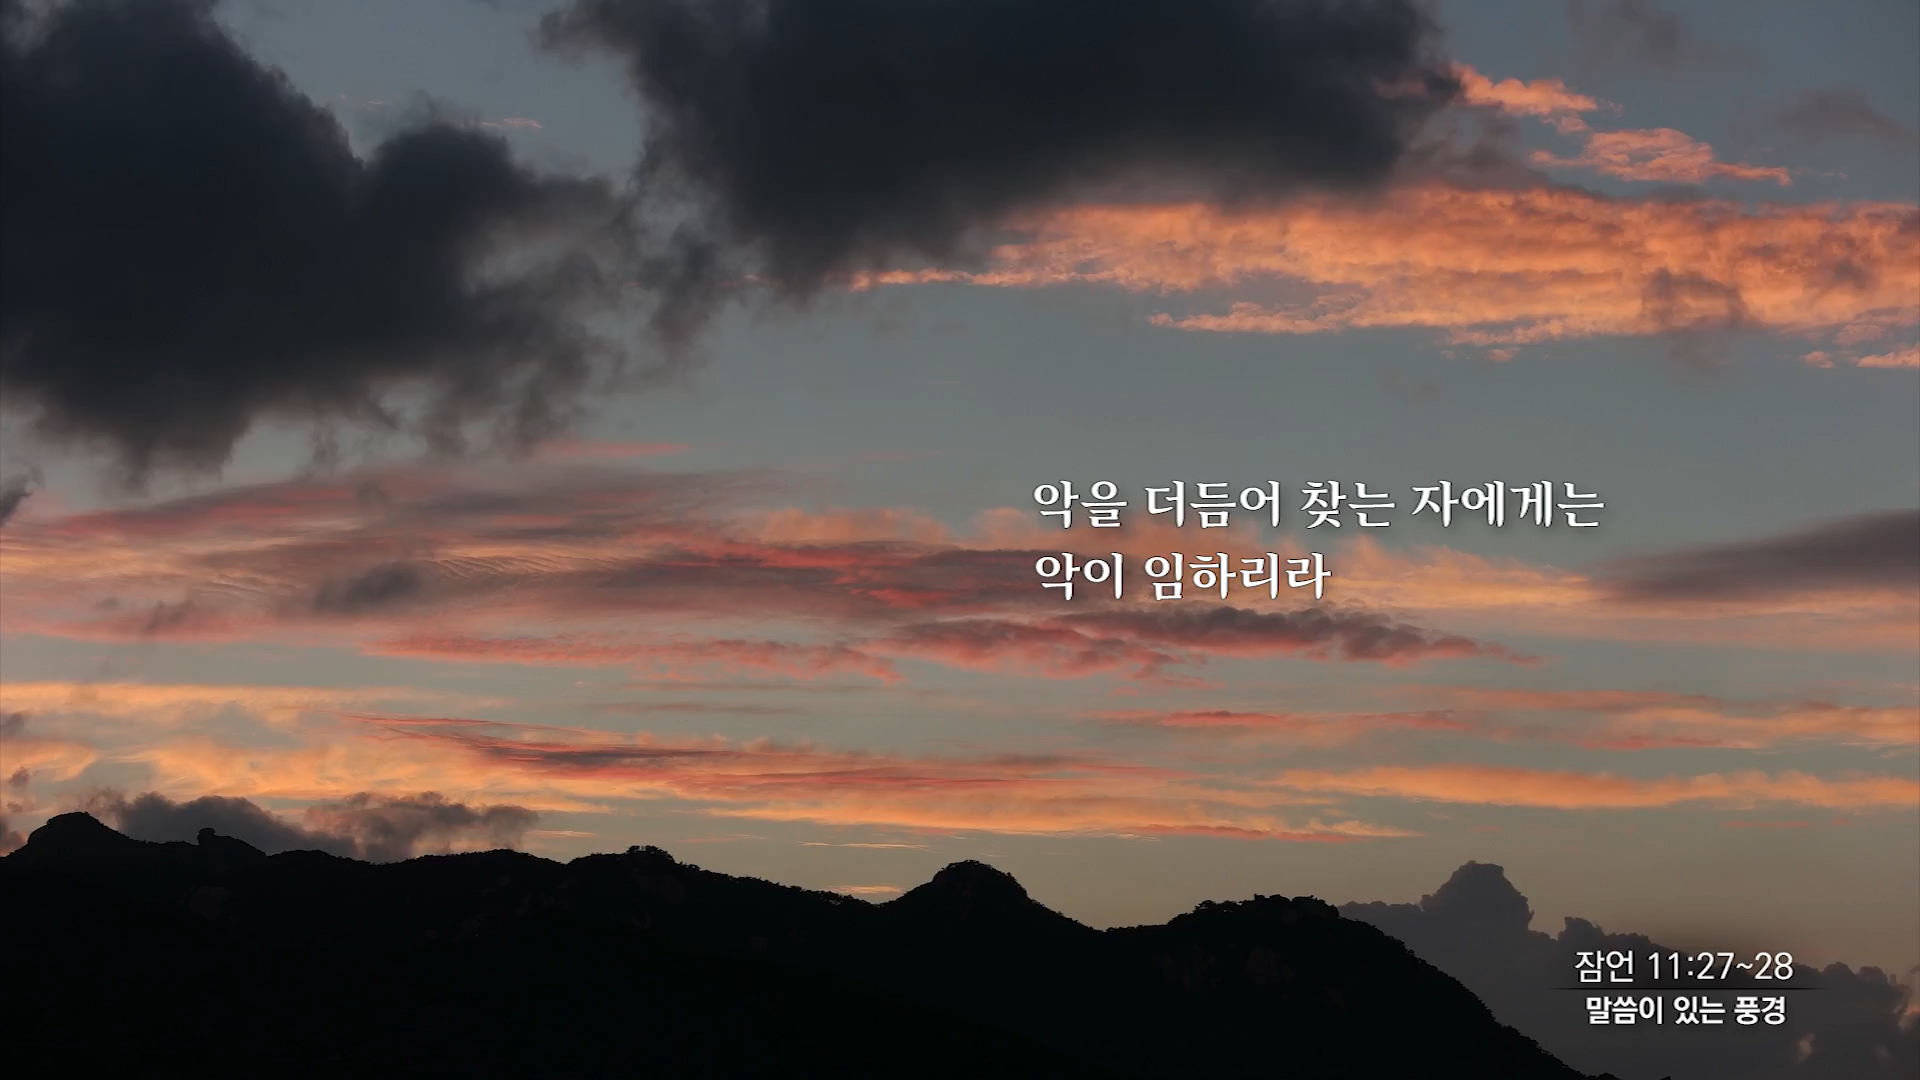 악을 더듬어 찾는 자에게는
악이 임하리라
잠언 11:27~28
말씀이 있는 풍경